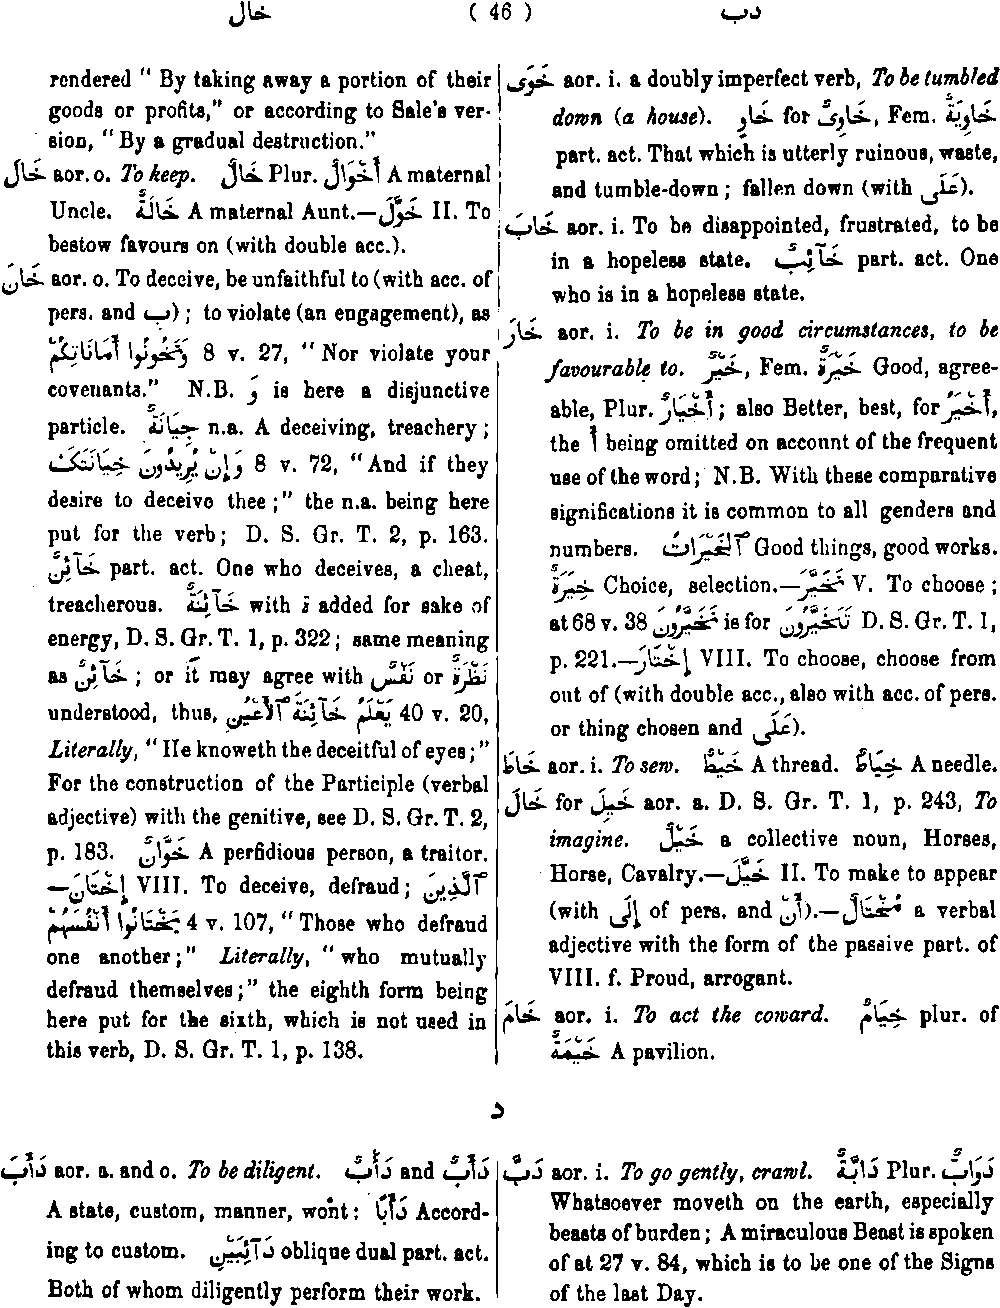 خال ( 46 ) دب
rendered “ By taking away a portion of their
goods or profits,” or according to Sale's ver-
sion, “ By a gradual destruction.”
خَالَ aor. o. To keep. خَالٌ Plur. أَخْوَالٌ A maternal
Uncle. خَالَةٌ A maternal Aunt.—خَوَّلَ II. To
bestow favours on (with double acc.).
خَانَ aor. o. To deceive, be unfaithful to (with acc. of
pers. and ب) ; to violate (an engagement), as
وَتَخُونُوا أَمَانَاتِكُمْ 8 v. 27, “ Nor violate your
covenants.” N.B. وَ is here a disjunctive
particle. خِيَانَةٌ n.a. A deceiving, treachery ;
وَإِنْ يُرِيدُونَ خِيَانَتَكَ 8 v. 72, “And if they
desire to deceive thee ;” the n.a. being here
put for the verb; D. S. Gr. T. 2, p. 163.
خَآئِنٌ part. act. One who deceives, a cheat,
treacherous. خَآئِنَةٌ with ة added for sake of
energy, D. S. Gr. T. 1, p. 322 ; same meaning
as خَآئِنٌ ; or it may agree with نَفْسٌ or نَظْرَةٌ
understood, thus, يَعْلَمُ خَآئِنَةَ ٱلْأَعْيُنِ 40 v. 20,
Literally, “ He knoweth the deceitful of eyes ;”
For the construction of the Participle (verbal
adjective) with the genitive, see D. S. Gr. T. 2,
p. 183. خَوَّانٌ A perfidious person, a traitor.
—إِخْتَانَ VIII. To deceive, defraud ; ٱلَّذِينَ
يَخْتَانُوا أَنْفُسَهُمْ 4 v. 107, “ Those who defraud
one another ;” Literally, “ who mutually
defraud themselves ;” the eighth form being
here put for the sixth, which is not used in
this verb, D. S. Gr. T. 1, p. 138.
خَوَى aor. i. a doubly imperfect verb, To be tumbled
down (a house). خَاوٍ for خَاوِىٌ, Fem. خَاوِيَةٌ
part. act. That which is utterly ruinous, waste,
and tumble-down ; fallen down (with عَلَى).
خَابَ aor. i. To be disappointed, frustrated, to be
in a hopeless state. خَآئِبٌ part. act. One
who is in a hopeless state.
خَارَ aor. i. To be in good circumstances, to be
favourable to. خَيْرٌ, Fem. خَيْرَةٌ Good, agree-
able, Plur. أَخْيَارٌ ; also Better, best, for أَخْيَرُ,
the أ being omitted on account of the frequent
use of the word ; N.B. With these comparative
significations it is common to all genders and
numbers. ٱلْخَيْرَاتُ Good things, good works.
خِيَرَةٌ Choice, selection.—تَخَيَّرَ V. To choose ;
at 68 v. 38 تَخَيَّرُونَ is for تَتَخَيَّرُونَ D. S. Gr. T. 1,
p. 221.—إِخْتَارَ VIII. To choose, choose from
out of (with double acc., also with acc. of pers.
or thing chosen and عَلَى).
خَاطَ aor. i. To sew. خَيْطٌ A thread. خِيَاطٌ A needle.
خَالَ for خَيِلَ aor. a. D. S. Gr. T. 1, p. 243, To
imagine. خَيْلٌ a collective noun, Horses,
Horse, Cavalry.—خَيَّلَ II. To make to appear
(with إِلَى of pers. and أَنَّ).—مُخْتَالٌ a verbal
adjective with the form of the passive part. of
VIII. f. Proud, arrogant.
خَامَ aor. i. To act the coward. خِيَامٌ plur. of
خَيْمَةٌ A pavilion.
د
دَأَبَ aor. a. and o. To be diligent. دَأَبٌ and دَأْبٌ
A state, custom, manner, wont : دَأَبًا Accord-
ing to custom. دَآئِبَيْنِ oblique dual part. act.
Both of whom diligently perform their work.
دَبَّ aor. i. To go gently, crawl. دَابَّةٌ Plur. دَوَابٌّ
Whatsoever moveth on the earth, especially
beasts of burden ; A miraculous Beast is spoken
of at 27 v. 84, which is to be one of the Signs
of the last Day.